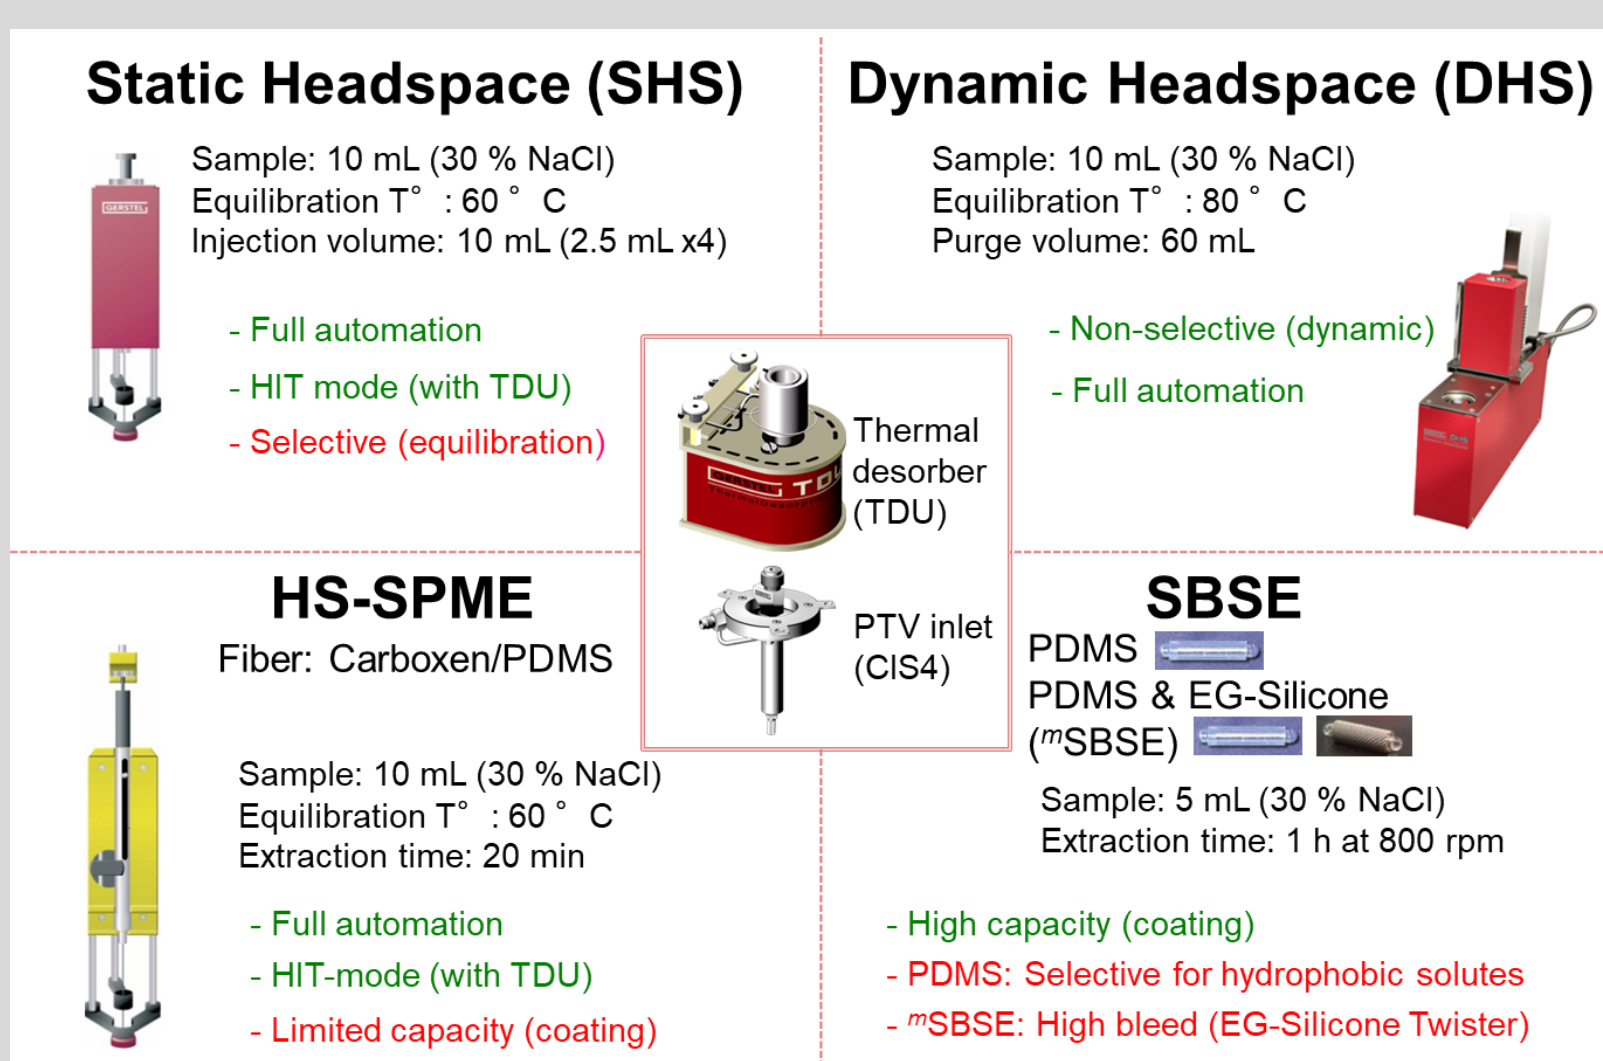 Static Headspace (SHS)
Sample: 10 mL (30 % NaCl)
Equilibration T° : 60 ° C
Injection volume: 10 mL (2.5 mL x4)
GERSTEL
- Full automation
- HIT mode (with TDU)
- Selective (equilibration)
Dynamic Headspace (DHS)
Sample: 10 mL (30 % NaCl)
Equilibration T° : 80 ° C
Purge volume: 60 mL
- Non-selective (dynamic)
- Full automation
GERSTEL DHS
GERSTEL TDU
Thermal
desorber
(TDU)
PTV inlet
(CIS4)
HS-SPME
Fiber: Carboxen/PDMS
Sample: 10 mL (30 % NaCl)
Equilibration T° : 60 ° C
Extraction time: 20 min
- Full automation
- HIT-mode (with TDU)
- Limited capacity (coating)
SBSE
PDMS
PDMS & EG-Silicone
(mSBSE)
Sample: 5 mL (30 % NaCl)
Extraction time: 1 h at 800 rpm
- High capacity (coating)
- PDMS: Selective for hydrophobic solutes
- mSBSE: High bleed (EG-Silicone Twister)